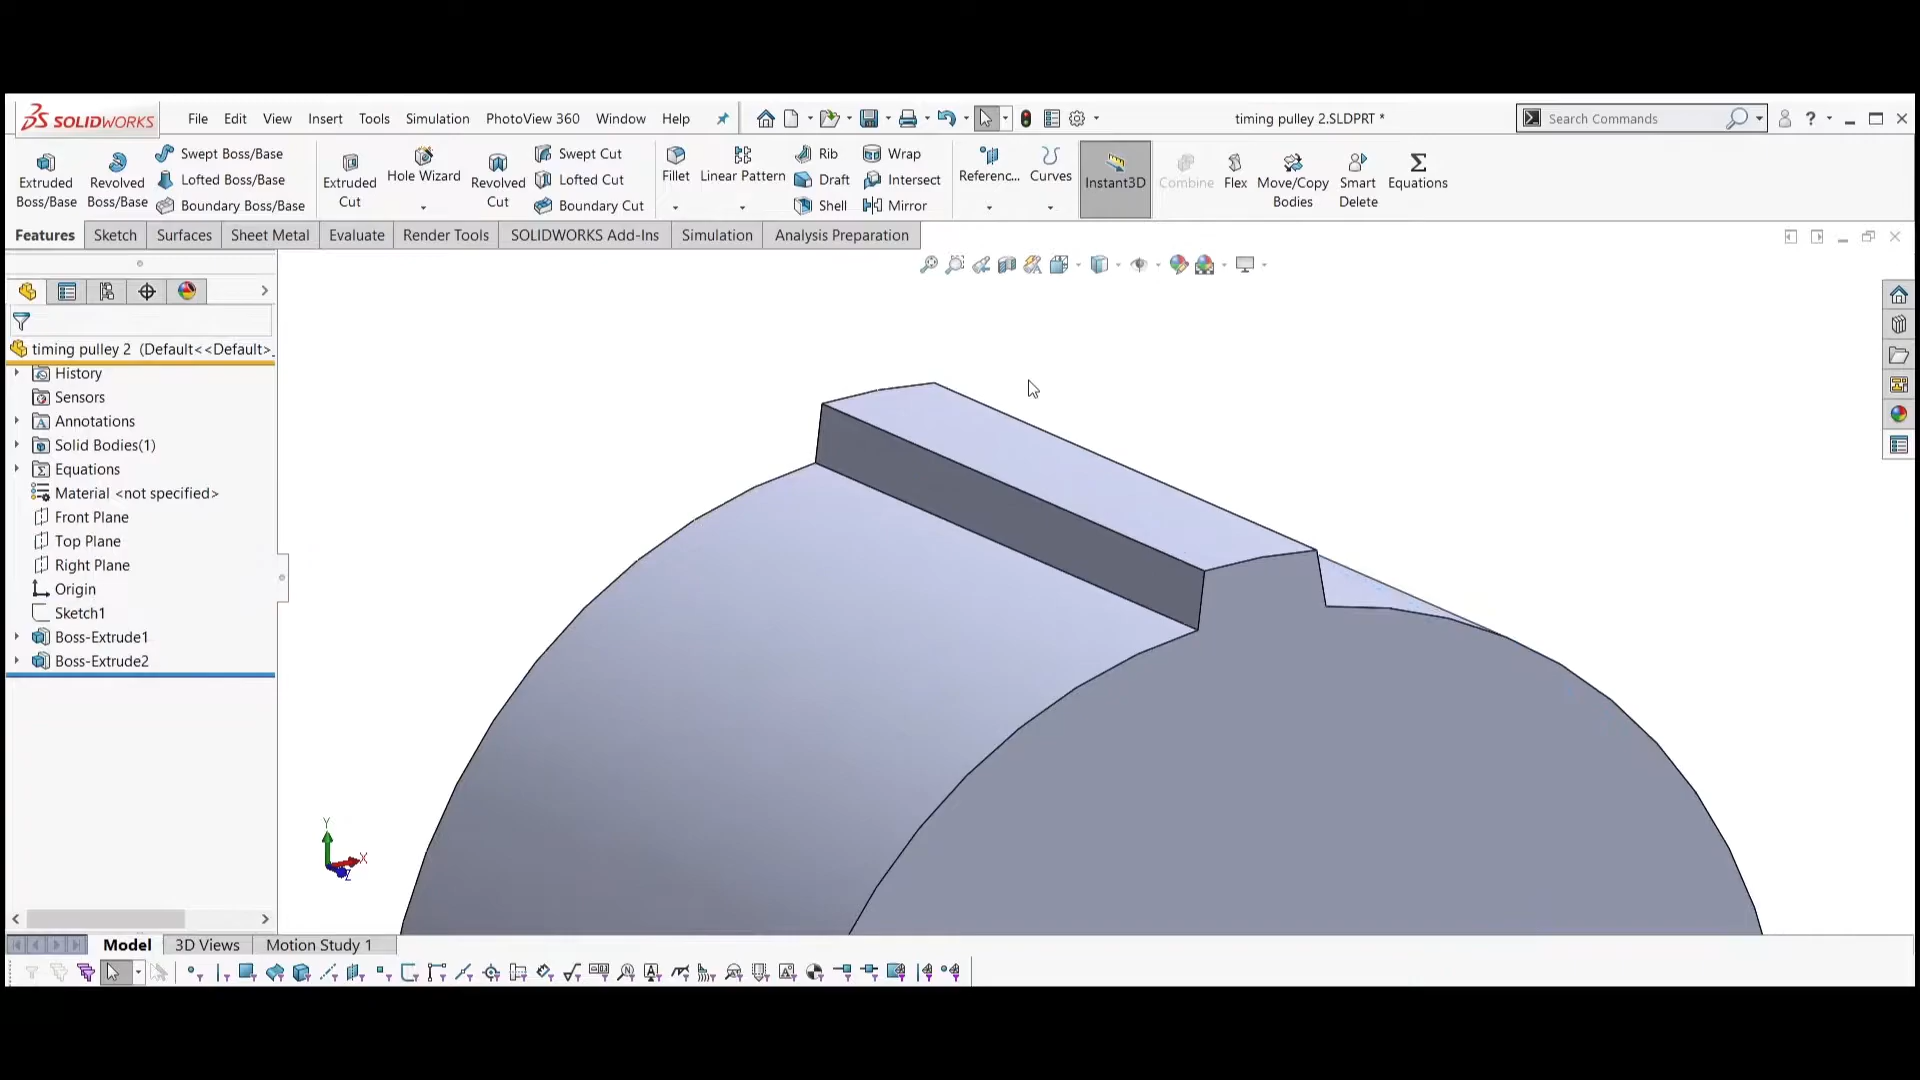 SOLIDWORKS File Edit View Insert Tools Simulation PhotoView 360 Window Help timing pulley 2.SLDPRT * Search Commands ?
Extruded Boss/Base
Revolved Boss/Base
Swept Boss/Base
Lofted Boss/Base
Boundary Boss/Base
Extruded Cut
Hole Wizard
Revolved Cut
Swept Cut
Lofted Cut
Boundary Cut
Fillet
Linear Pattern
Rib
Draft
Shell
Wrap
Intersect
Mirror
Referenc...
Curves
Instant3D
Combine
Flex
Move/Copy Bodies
Smart Delete
Equations
Features Sketch Surfaces Sheet Metal Evaluate Render Tools SOLIDWORKS Add-Ins Simulation Analysis Preparation
timing pulley 2 (Default<<Default>_
History
Sensors
Annotations
Solid Bodies(1)
Equations
Material <not specified>
Front Plane
Top Plane
Right Plane
Origin
Sketch1
Boss-Extrude1
Boss-Extrude2
Y
X
Z
Model 3D Views Motion Study 1